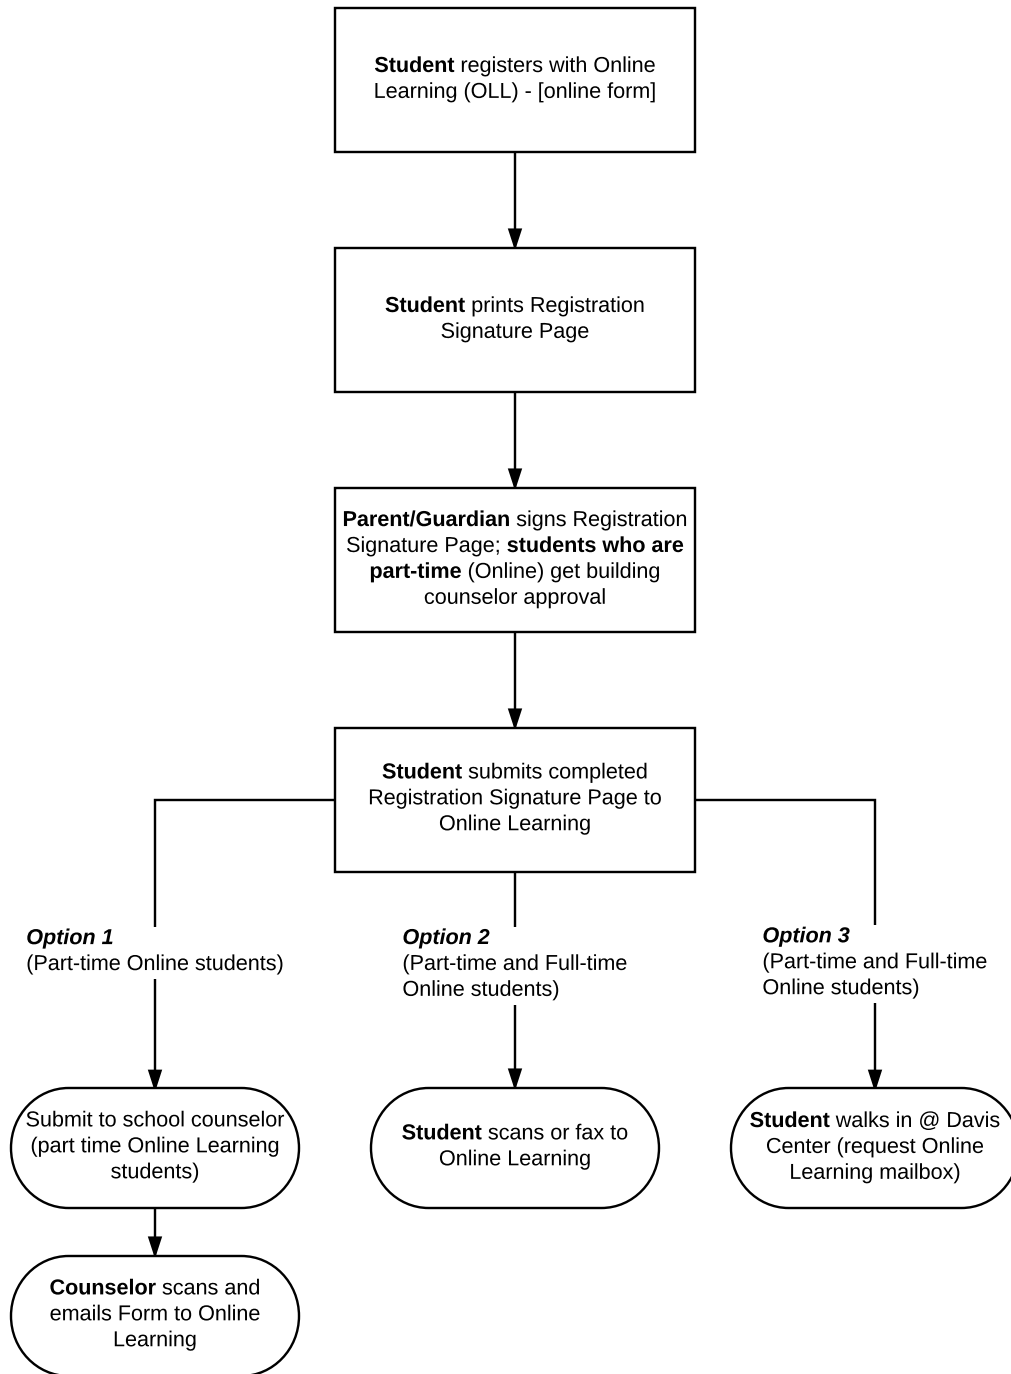 Student registers with Online
Learning (OLL) - [online form]
Student prints Registration
Signature Page
Parent/Guardian signs Registration
Signature Page; students who are
part-time (Online) get building
counselor approval
Student submits completed
Registration Signature Page to
Online Learning
Option 1
(Part-time Online students)
Option 2
(Part-time and Full-time
Online students)
Option 3
(Part-time and Full-time
Online students)
Submit to school counselor
(part time Online Learning
students)
Student scans or fax to
Online Learning
Student walks in @ Davis
Center (request Online
Learning mailbox)
Counselor scans and
emails Form to Online
Learning